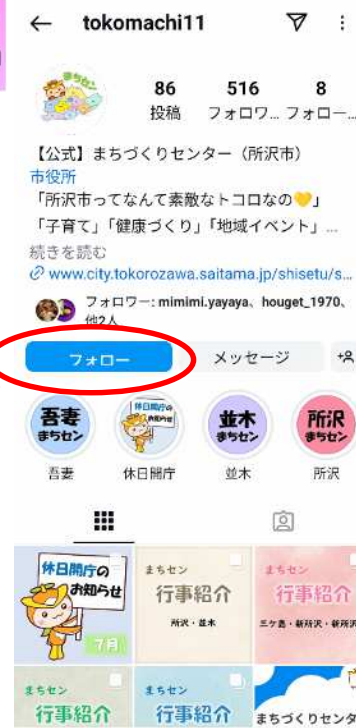 ← tokomachi11
まちセン
86 516 8
投稿 フォロワ... フォロー...
【公式】まちづくりセンター（所沢市）
市役所
「所沢市ってなんて素敵なトコロなの💛」
「子育て」「健康づくり」「地域イベント」...
続きを読む
www.city.tokorozawa.saitama.jp/shisetu/s...
フォロワー: mimimi.yayaya、houget_1970、
他2人
フォロー メッセージ
吾妻 まちセン
休日開庁の お知らせ
並木 まちセン
所沢 まちセン
吾妻 休日開庁 並木 所沢
休日開庁の
お知らせ
7月
まちセン
行事紹介
所沢・並木
まちセン
行事紹介
三ケ島・新所沢・新所沢
まちセン
行事紹介
まちセン
行事紹介
まちづくりセンタ